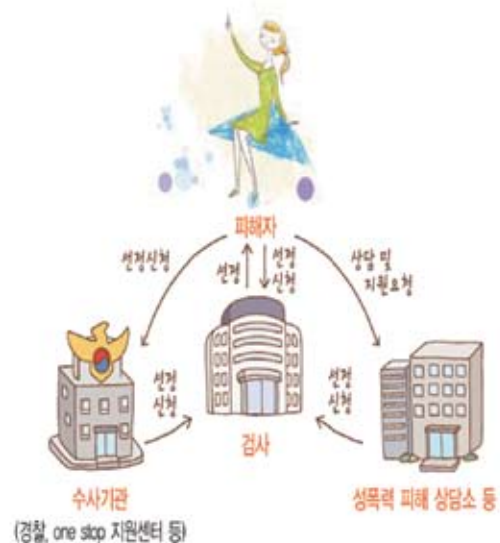 피해자
선정신청
선정
선정
신청
상담 및
지원요청
선정
신청
선정
신청
검사
수사기관
(경찰, one stop 지원센터 등)
성폭력 피해 상담소 등